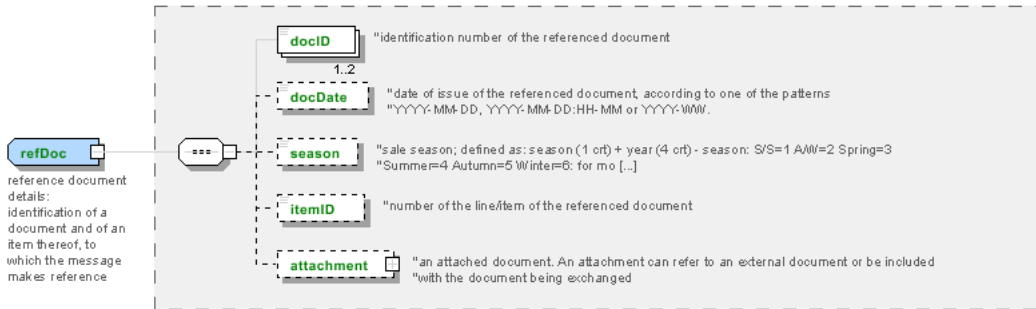 docID
"identification number of the referenced document
1..2
docDate
"date of issue of the referenced document, according to one of the patterns
"YYYY-MM-DD, YYYY-MM-DD:HH-MM or YYYY-WW.
refDoc
reference document
details:
identification of a
document and of an
item thereof, to
which the message
makes reference
season
"sale season; defined as: season (1 crt) + year (4 crt) - season: S/S=1 A/W=2 Spring=3
"Summer=4 Autumn=5 Winter=6: for mo [...]
itemID
"number of the line/item of the referenced document
attachment
"an attached document. An attachment can refer to an external document or be included
"with the document being exchanged